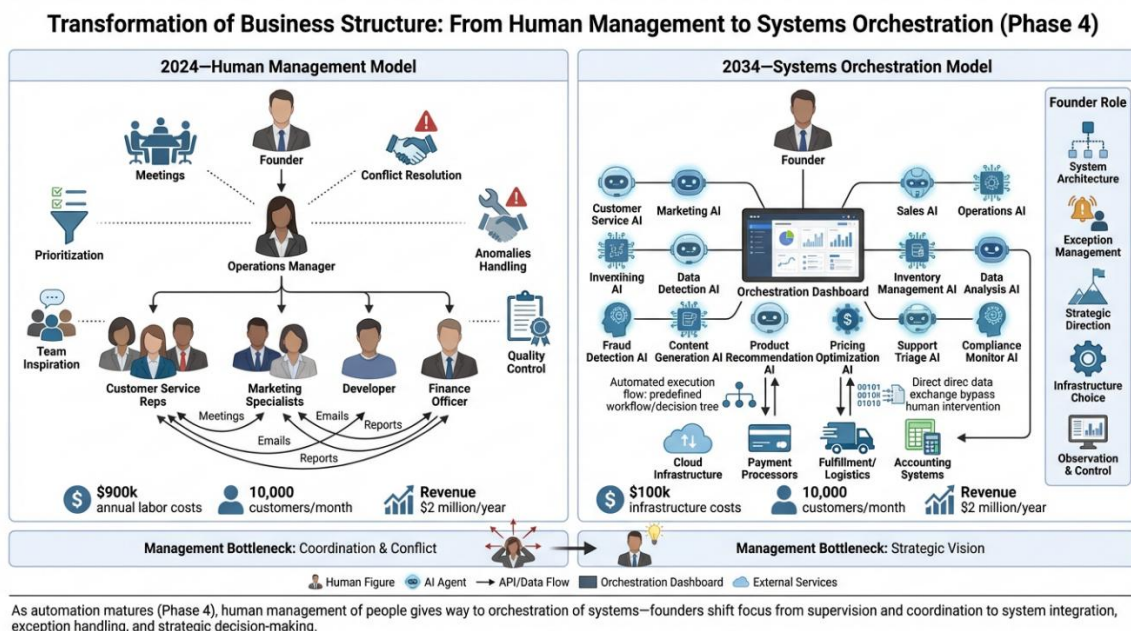 Transformation of Business Structure: From Human Management to Systems Orchestration (Phase 4)
2024—Human Management Model
Founder
Meetings
Conflict Resolution
Prioritization
Operations Manager
Anomalies
Handling
Team
Inspiration
Quality
Control
Customer Service
Reps
Marketing
Specialists
Developer
Finance
Officer
Meetings
Emails
Reports
Emails
Reports
$ $900k
annual labor costs
10,000
customers/month
Revenue
$2 million/year
2034—Systems Orchestration Model
Founder
Customer
Service AI
Marketing AI
Sales AI
Operations AI
Inverxihing
AI
Data
Detection AI
Orchestration Dashboard
Inventory
Management AI
Data
Analysis AI
Fraud
Detection AI
Content
Generation AI
Product
Recommendation
AI
$
Pricing
Optimization
AI
Support
Triage AI
Compliance
Monitor AI
Automated execution
flow: predefined
workflow/decision tree
00101
0010II
01010
Direct direc data
exchange bypass
human intervention
Cloud
Infrastructure
Payment
Processors
Fulfillment/
Logistics
Accounting
Systems
$ $100k
infrastructure costs
10,000
customers/month
Revenue
$2 million/year
Founder Role
System
Architecture
Exception
Management
Strategic
Direction
Infrastructure
Choice
Observation
& Control
Management Bottleneck: Coordination & Conflict
Management Bottleneck: Strategic Vision
Human Figure
AI Agent
API/Data Flow
Orchestration Dashboard
External Services
As automation matures (Phase 4), human management of people gives way to orchestration of systems—founders shift focus from supervision and coordination to system integration,
exception handling, and strategic decision-making.